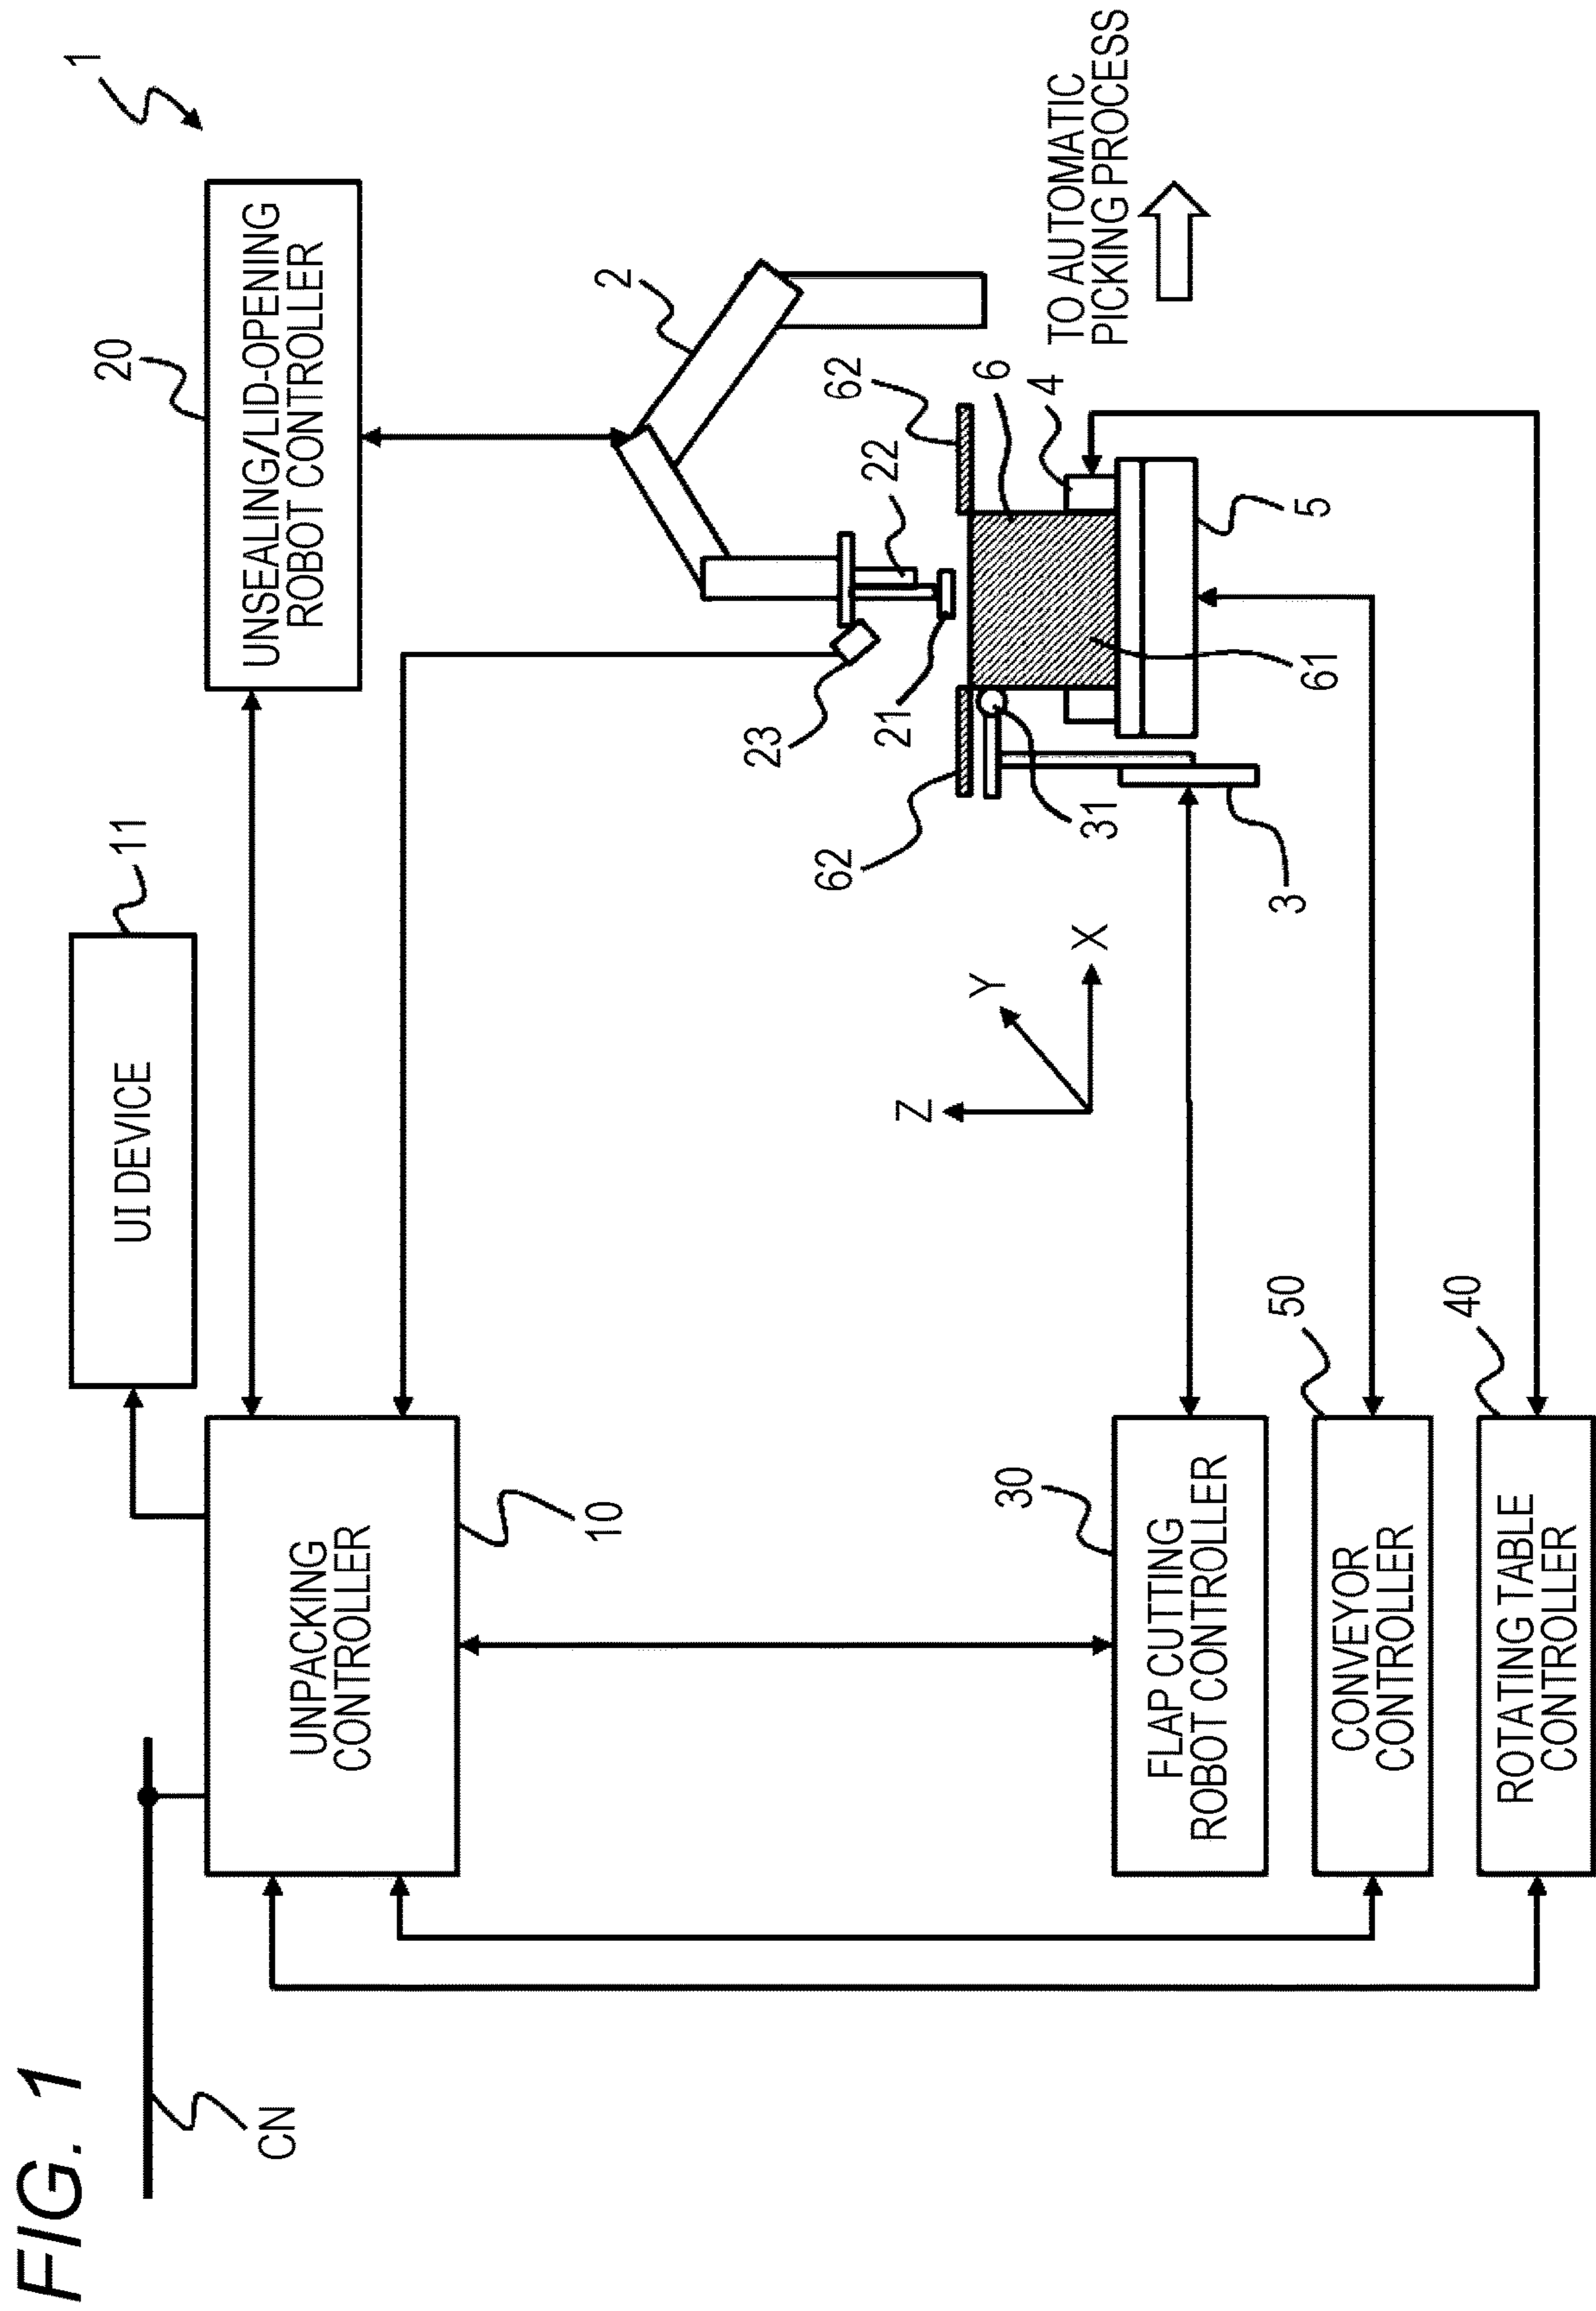 FIG. 1
CN
1
UI DEVICE
11
UNPACKING
CONTROLLER
10
UNSEALING/LID-OPENING
ROBOT CONTROLLER
20
2
23
22
21
62
62
6
4
61
31
5
3
TO AUTOMATIC
PICKING PROCESS
Z
Y
X
FLAP CUTTING
ROBOT CONTROLLER
30
CONVEYOR
CONTROLLER
50
ROTATING TABLE
CONTROLLER
40